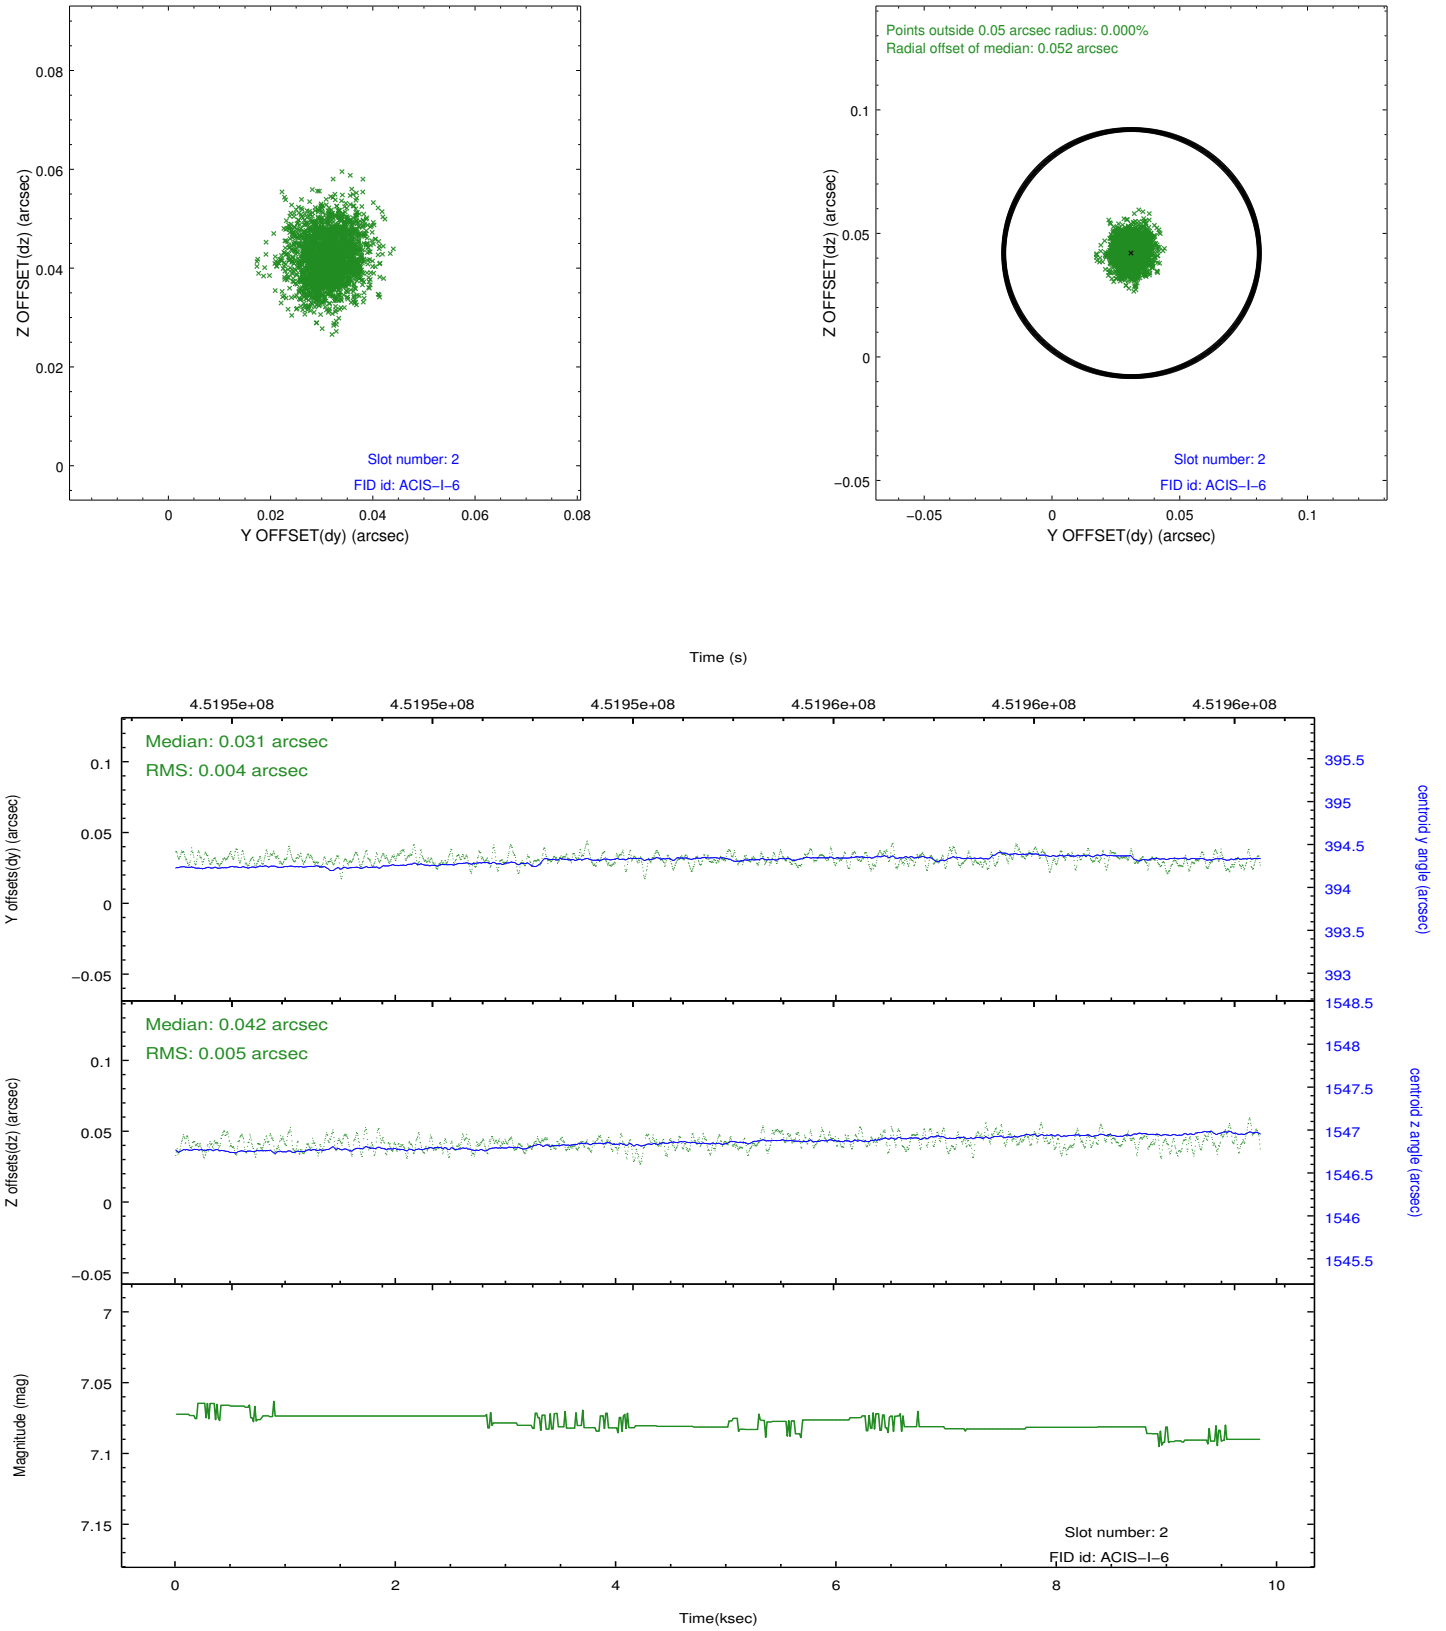 0.08
0.06
0.04
0.02
0
Z OFFSET(dz) (arcsec)
Slot number: 2
FID id: ACIS−I−6
0 0.02 0.04 0.06 0.08
Y OFFSET(dy) (arcsec)
Points outside 0.05 arcsec radius: 0.000%
Radial offset of median: 0.052 arcsec
0.1
0.05
0
−0.05
Z OFFSET(dz) (arcsec)
Slot number: 2
FID id: ACIS−I−6
−0.05 0 0.05 0.1
Y OFFSET(dy) (arcsec)
Time (s)
4.5195e+08 4.5195e+08 4.5195e+08 4.5196e+08 4.5196e+08 4.5196e+08
Median: 0.031 arcsec
RMS: 0.004 arcsec
0.1
0.05
0
−0.05
Y offsets(dy) (arcsec)
395.5
395
394.5
394
393.5
393
centroid y angle (arcsec)
Median: 0.042 arcsec
RMS: 0.005 arcsec
0.1
0.05
0
−0.05
Z offsets(dz) (arcsec)
1548.5
1548
1547.5
1547
1546.5
1546
1545.5
centroid z angle (arcsec)
7
7.05
7.1
7.15
Magnitude (mag)
Slot number: 2
FID id: ACIS−I−6
0 2 4 6 8 10
Time(ksec)